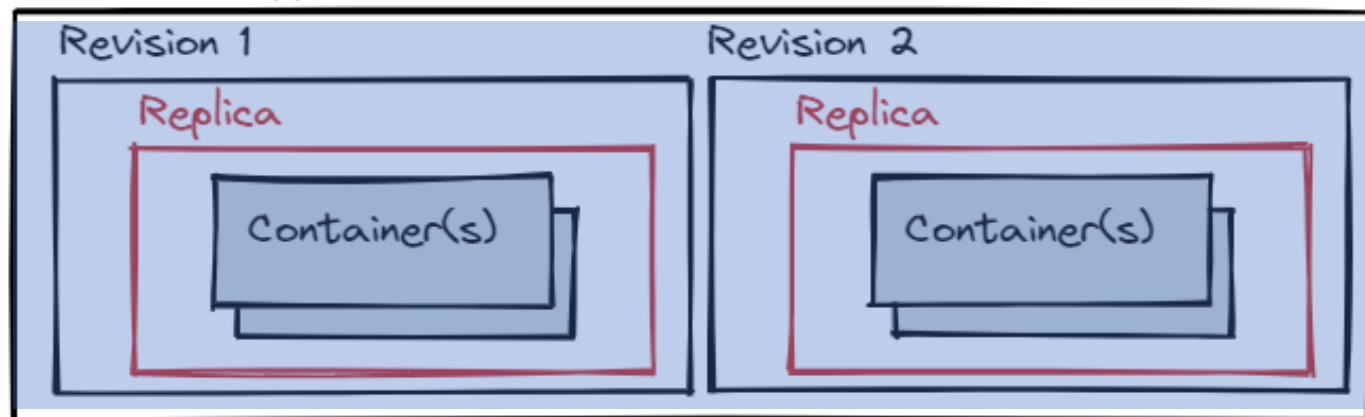 Revision 1
Revision 2
Replica
Replica
Container(s)
Container(s)